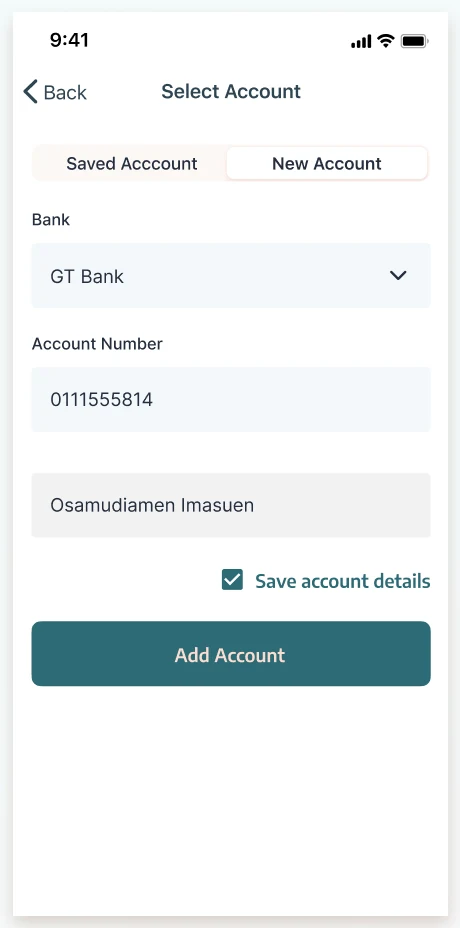 9:41
Back Select Account
Saved Acccount New Account
Bank
GT Bank
Account Number
0111555814
Osamudiamen Imasuen
Save account details
Add Account